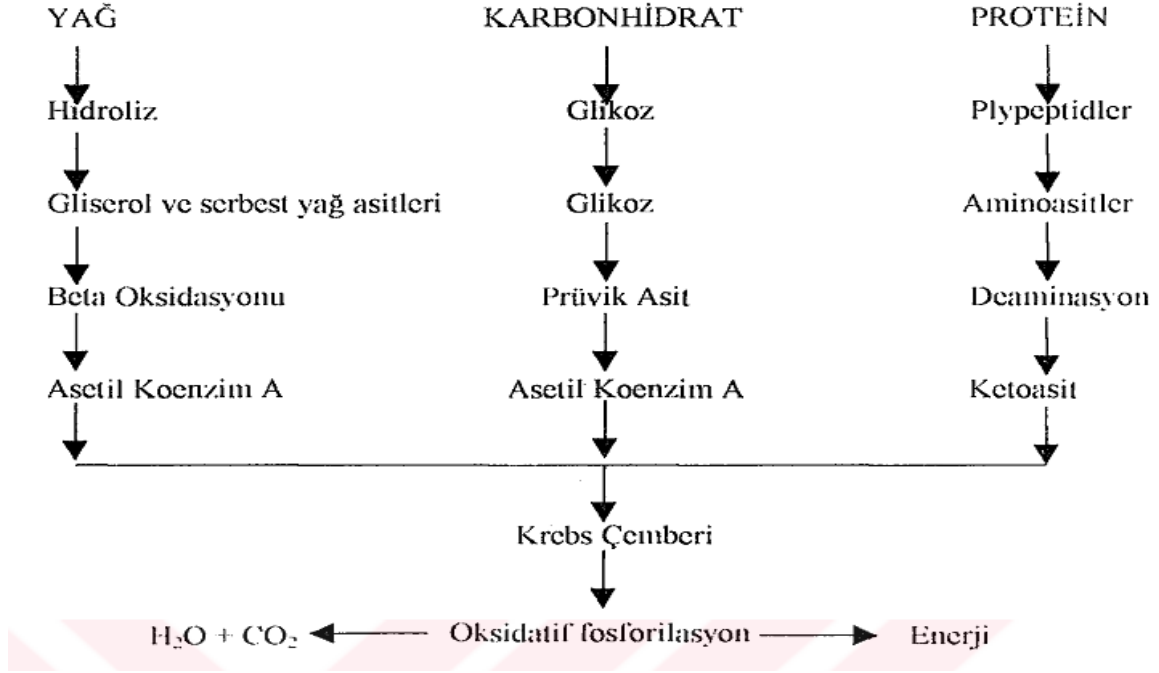 YAĞ KARBONHİDRAT PROTEİN
Hidroliz Glikoz Plypeptidler
Gliserol ve serbest yağ asitleri Glikoz Aminoasitler
Beta Oksidasyonu Prüvik Asit Deaminasyon
Asetil Koenzim A Asetil Koenzim A Ketoasit
Krebs Çemberi
H₂O + CO₂ Oksidatif fosforilasyon Enerji